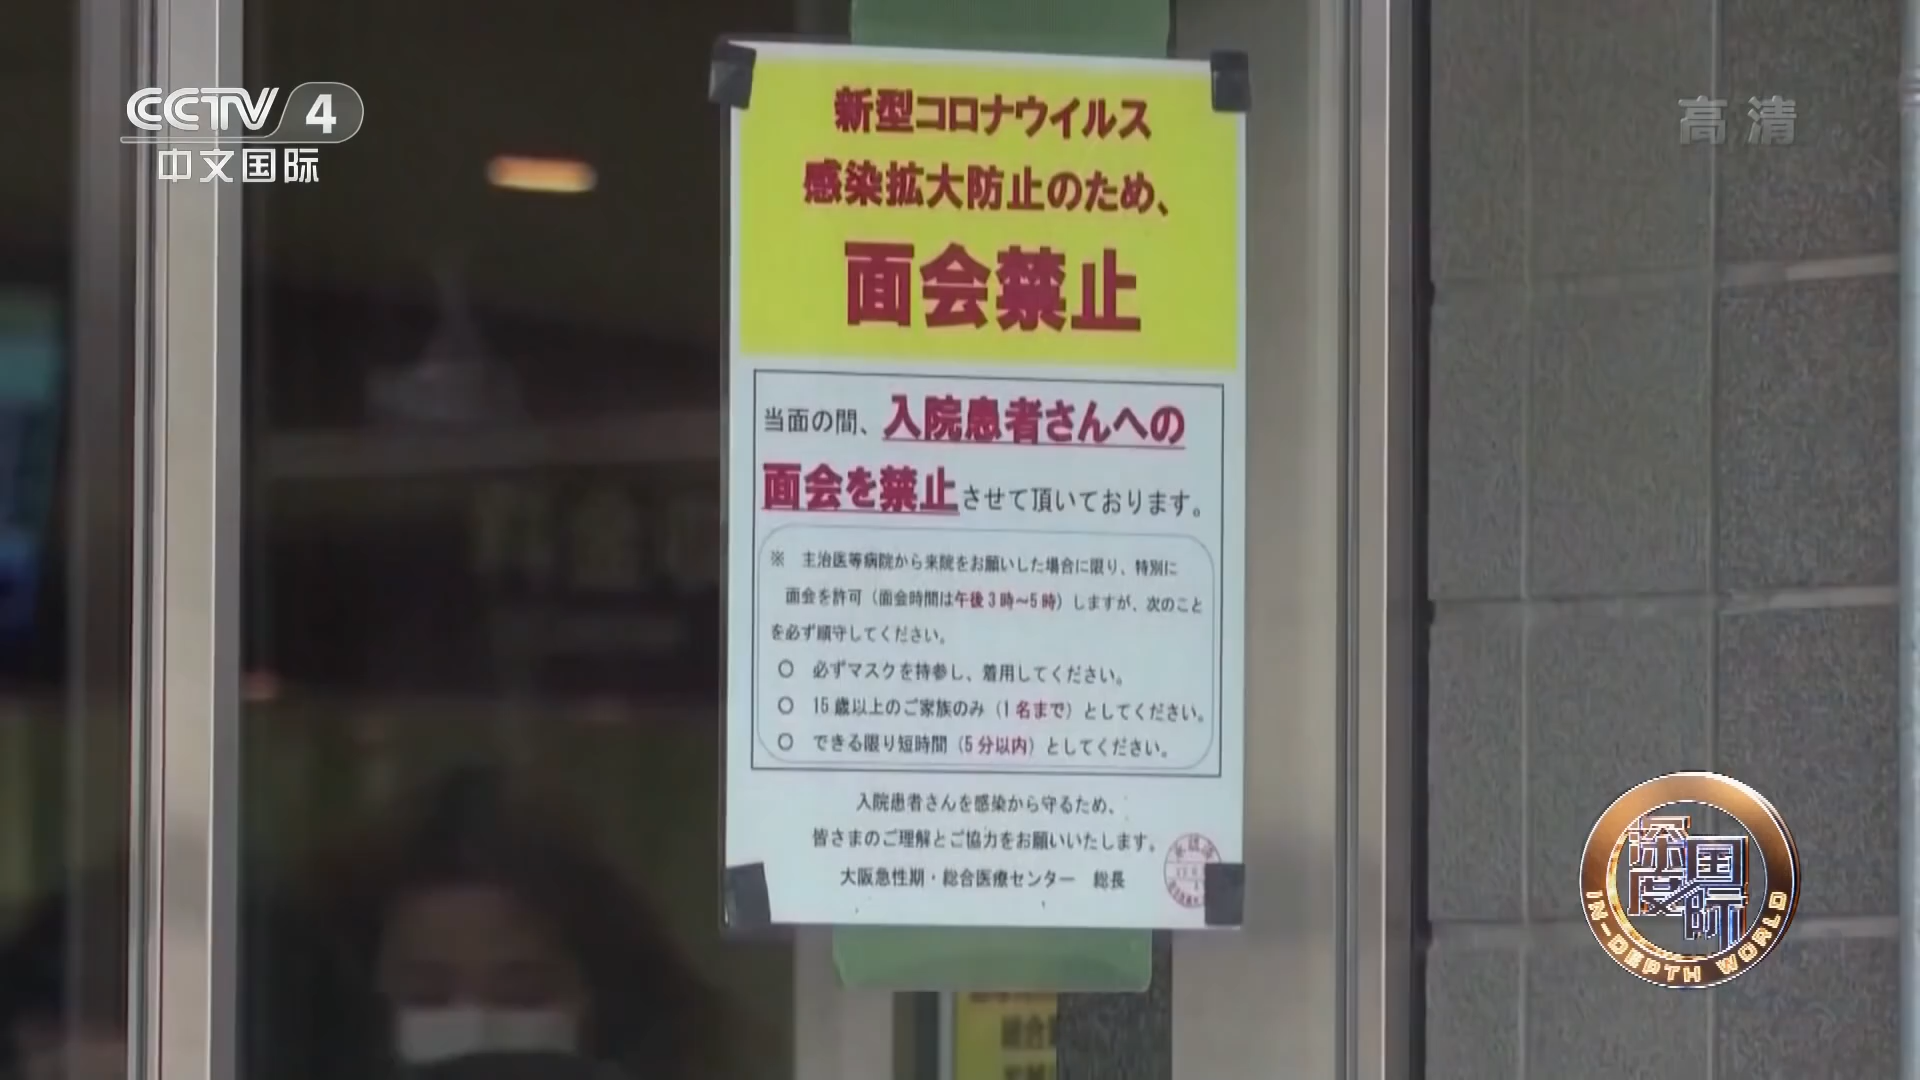 CCTV 4
中文国际
高清
新型コロナウイルス
感染拡大防止のため、
面会禁止
当面の間、入院患者さんへの
面会を禁止させて頂いております。
※ 主治医等病院から来院をお願いした場合に限り、特別に
面会を許可（面会時間は午後3時～5時）しますが、次のこと
を必ず順守してください。
○ 必ずマスクを持参し、着用してください。
○ 15歳以上のご家族のみ（1名まで）としてください。
○ できる限り短時間（5分以内）としてください。
入院患者さんを感染から守るため、
皆さまのご理解とご協力をお願いいたします。
大阪急性期・総合医療センター 総長
深度国际
IN-DEPTH WORLD